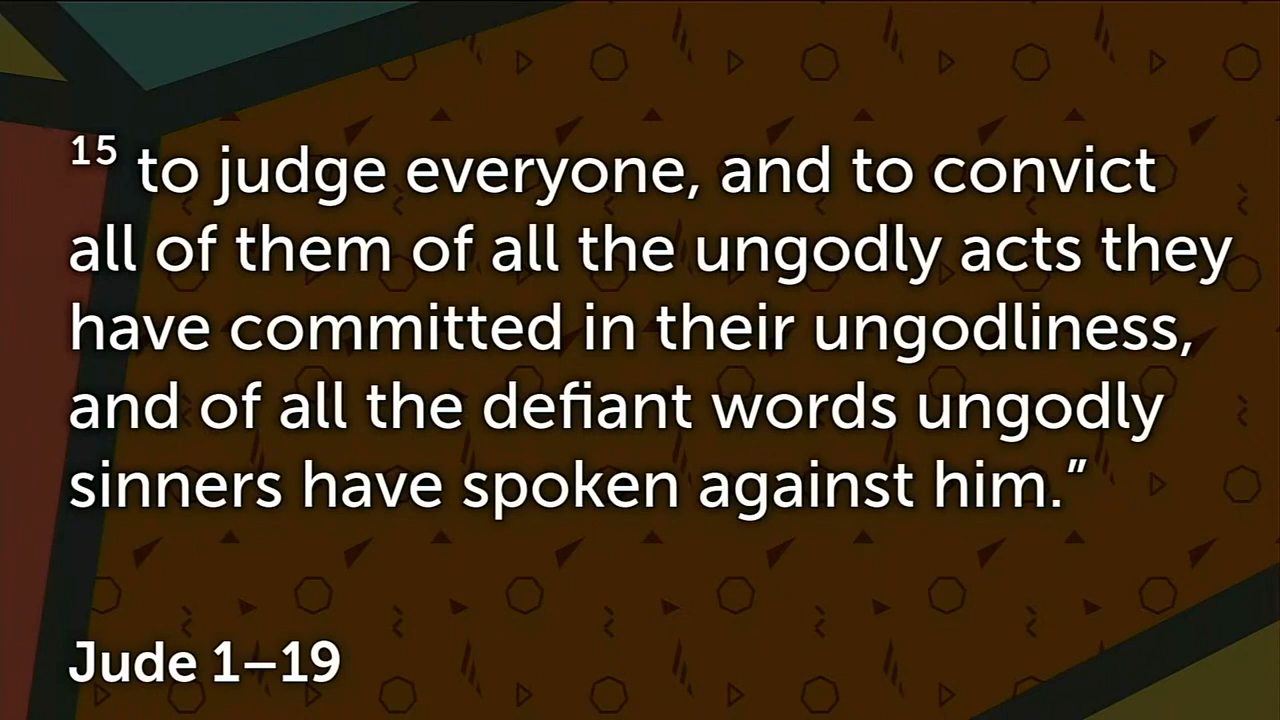 15 to judge everyone, and to convict
all of them of all the ungodly acts they
have committed in their ungodliness,
and of all the defiant words ungodly
sinners have spoken against him.”
Jude 1–19